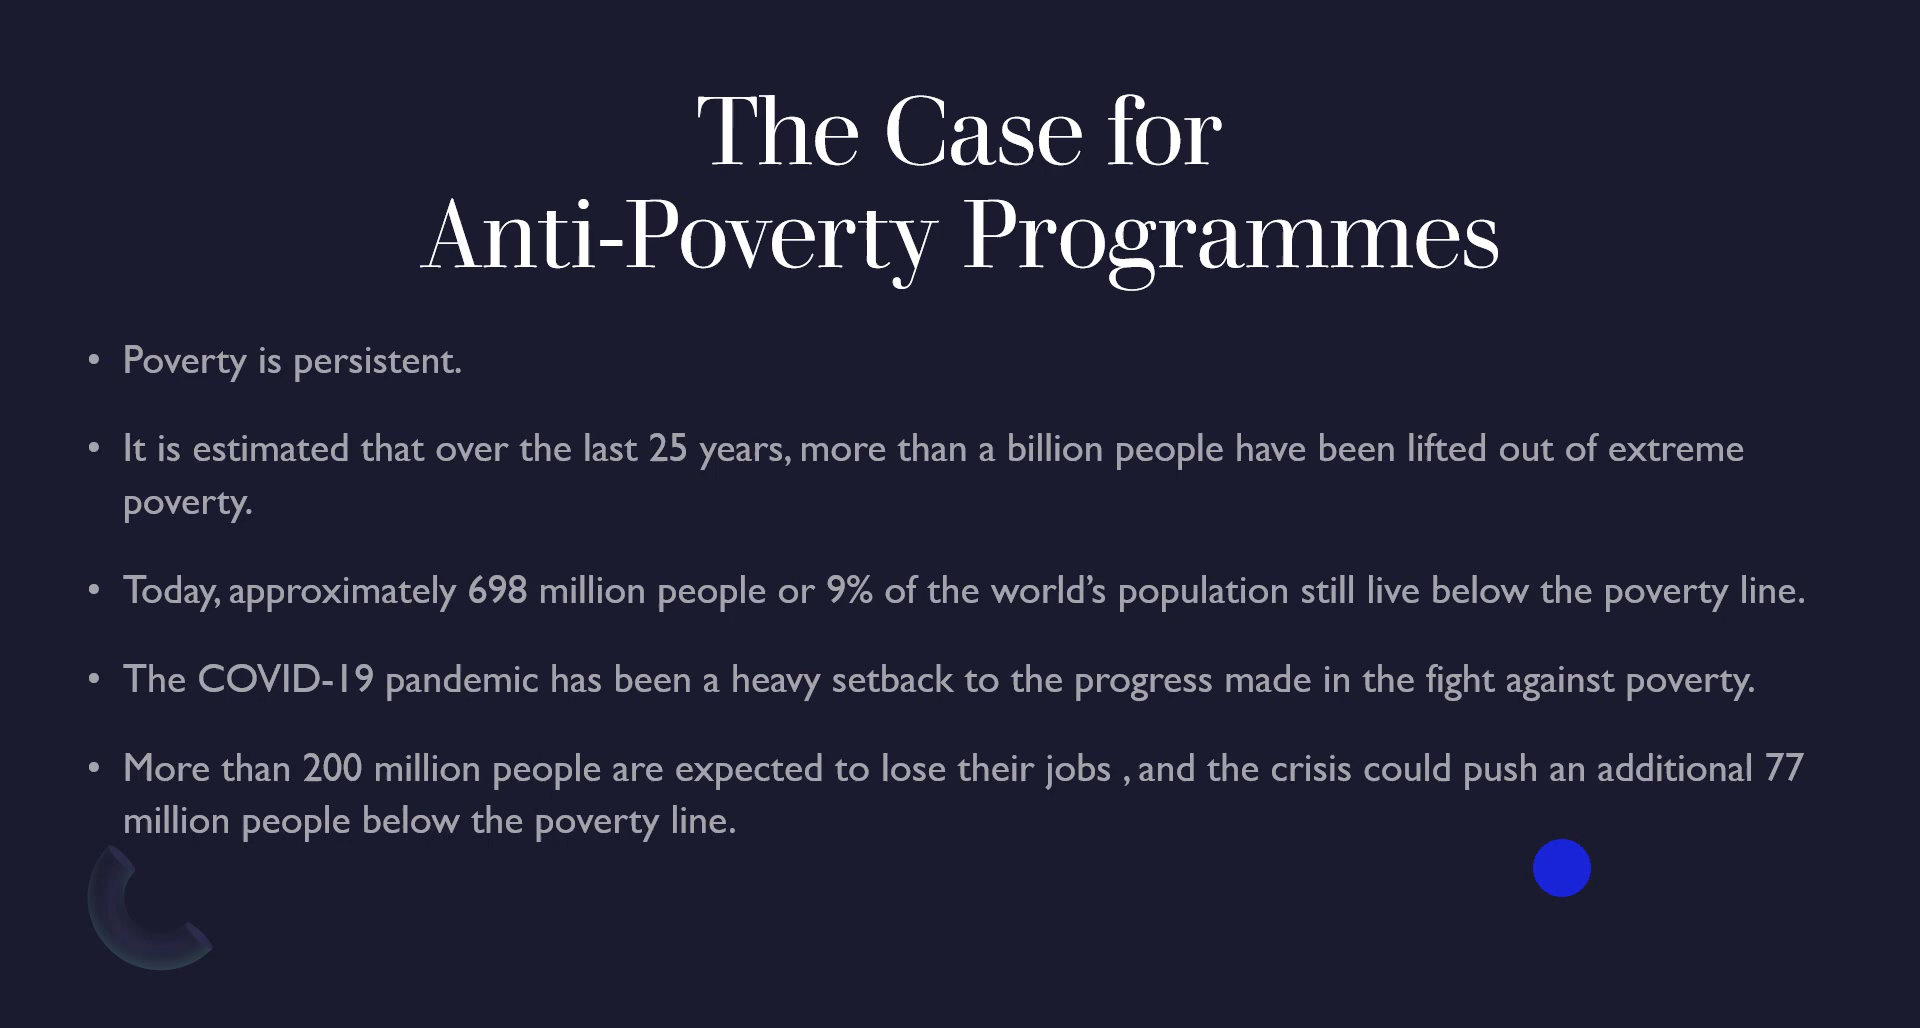 The Case for
Anti-Poverty Programmes
• Poverty is persistent.
• It is estimated that over the last 25 years, more than a billion people have been lifted out of extreme
poverty.
• Today, approximately 698 million people or 9% of the world’s population still live below the poverty line.
• The COVID-19 pandemic has been a heavy setback to the progress made in the fight against poverty.
• More than 200 million people are expected to lose their jobs , and the crisis could push an additional 77
million people below the poverty line.